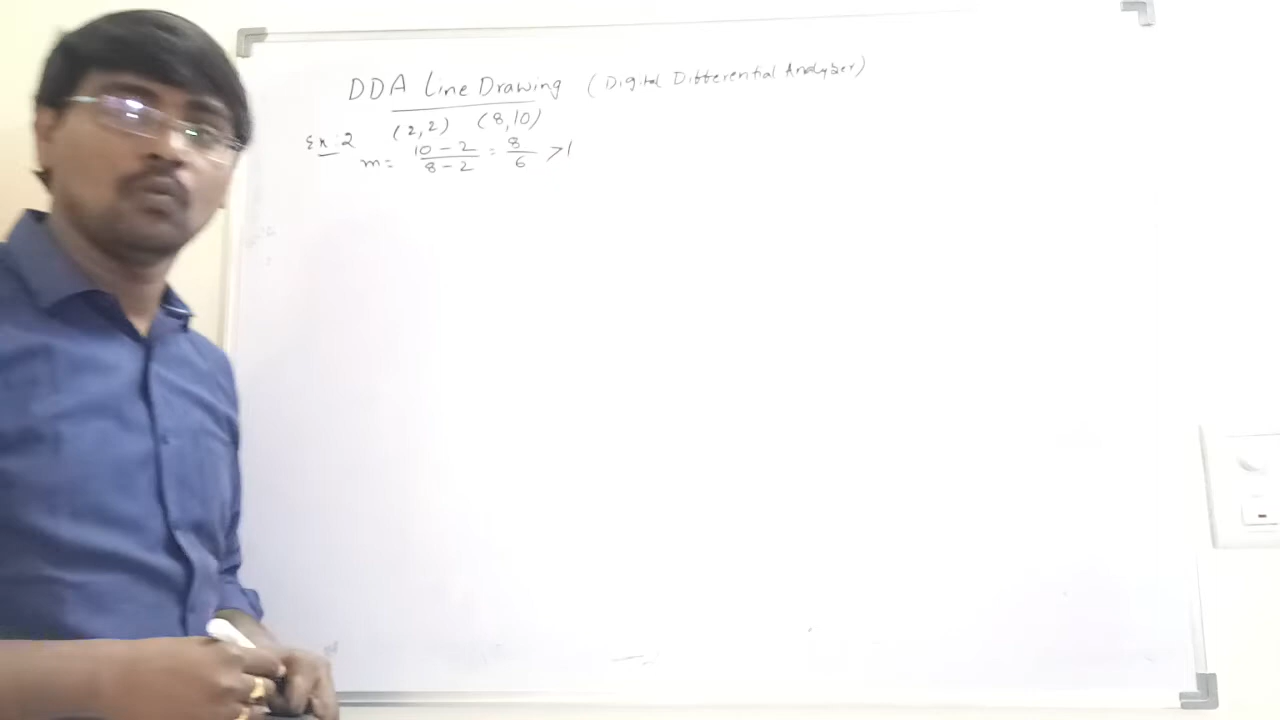 DDA Line Drawing (Digital Differential Analyzer)
Ex:2 (2,2) (8,10)
m = 10 - 2 / 8 - 2 = 8 / 6 > 1